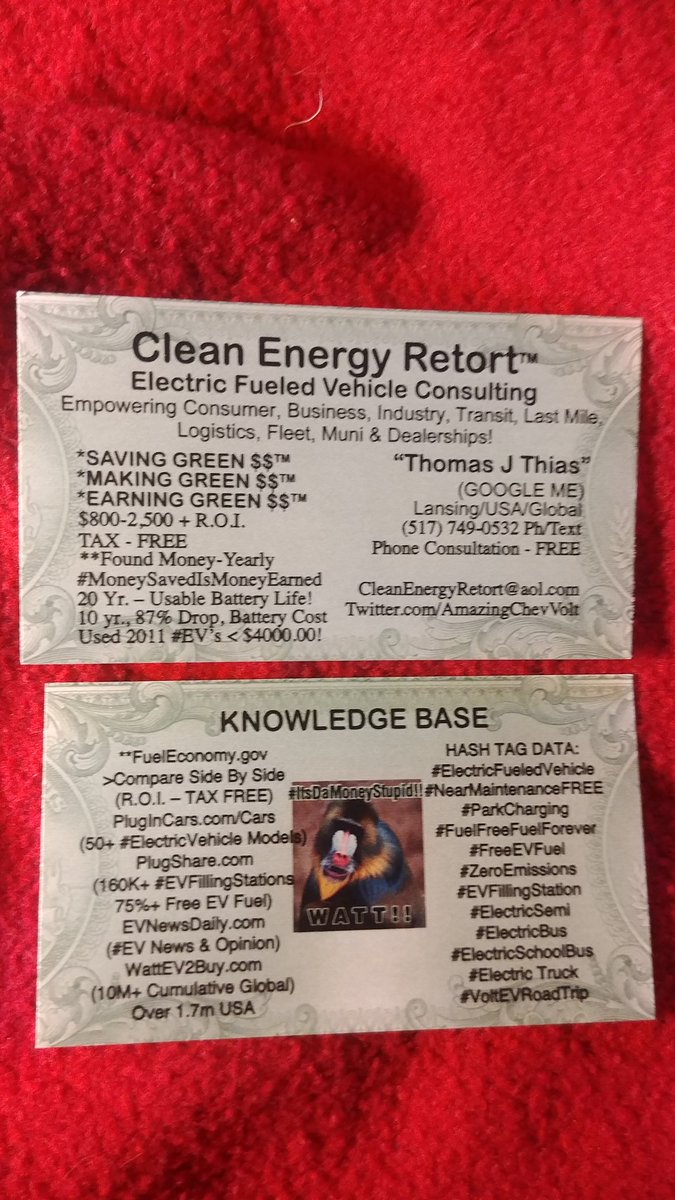 Clean Energy Retort™
Electric Fueled Vehicle Consulting
Empowering Consumer, Business, Industry, Transit, Last Mile,
Logistics, Fleet, Muni & Dealerships!
*SAVING GREEN $$™
*MAKING GREEN $$™
*EARNING GREEN $$™
$800-2,500 + R.O.I.
TAX - FREE
**Found Money-Yearly
#MoneySavedIsMoneyEarned
20 Yr. – Usable Battery Life!
10 yr., 87% Drop, Battery Cost
Used 2011 #EV's < $4000.00!
“Thomas J Thias”
(GOOGLE ME)
Lansing/USA/Global
(517) 749-0532 Ph/Text
Phone Consultation - FREE
CleanEnergyRetort@aol.com
Twitter.com/AmazingChevVolt
KNOWLEDGE BASE
**FuelEconomy.gov
>Compare Side By Side
(R.O.I. – TAX FREE)
PlugInCars.com/Cars
(50+ #ElectricVehicle Models)
PlugShare.com
(160K+ #EVFillingStations
75%+ Free EV Fuel)
EVNewsDaily.com
(#EV News & Opinion)
WattEV2Buy.com
(10M+ Cumulative Global)
Over 1.7m USA
#ItsDaMoneyStupid!!
WATT!!
HASH TAG DATA:
#ElectricFueledVehicle
#NearMaintenanceFREE
#ParkCharging
#FuelFreeFuelForever
#FreeEVFuel
#ZeroEmissions
#EVFillingStation
#ElectricSemi
#ElectricBus
#ElectricSchoolBus
#Electric Truck
#VoltEVRoadTrip